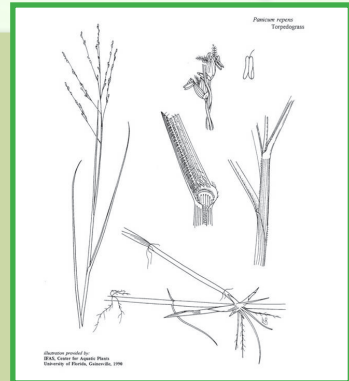 Panicum repens
Torpedograss
illustration provided by:
IFAS, Center for Aquatic Plants
University of Florida, Gainesville, 1990